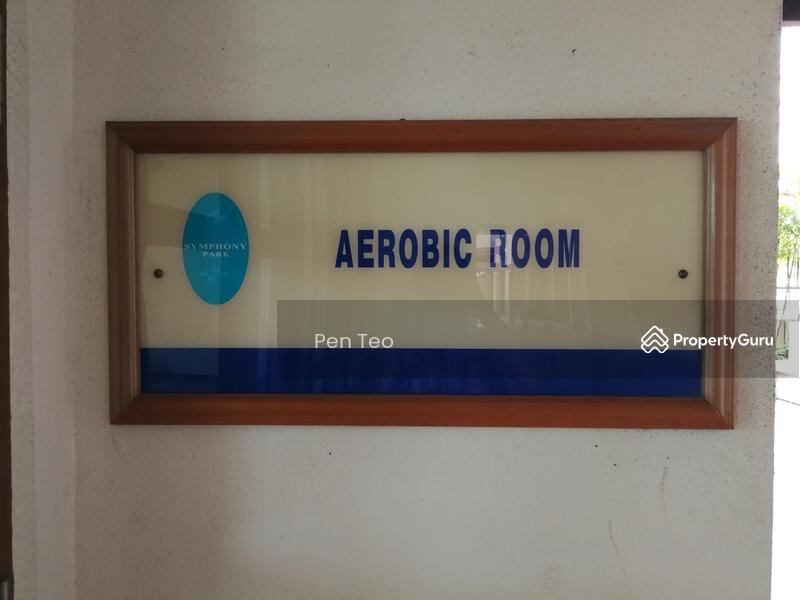 SYMPHONY
PARK
AEROBIC ROOM
Pen Teo
PropertyGuru